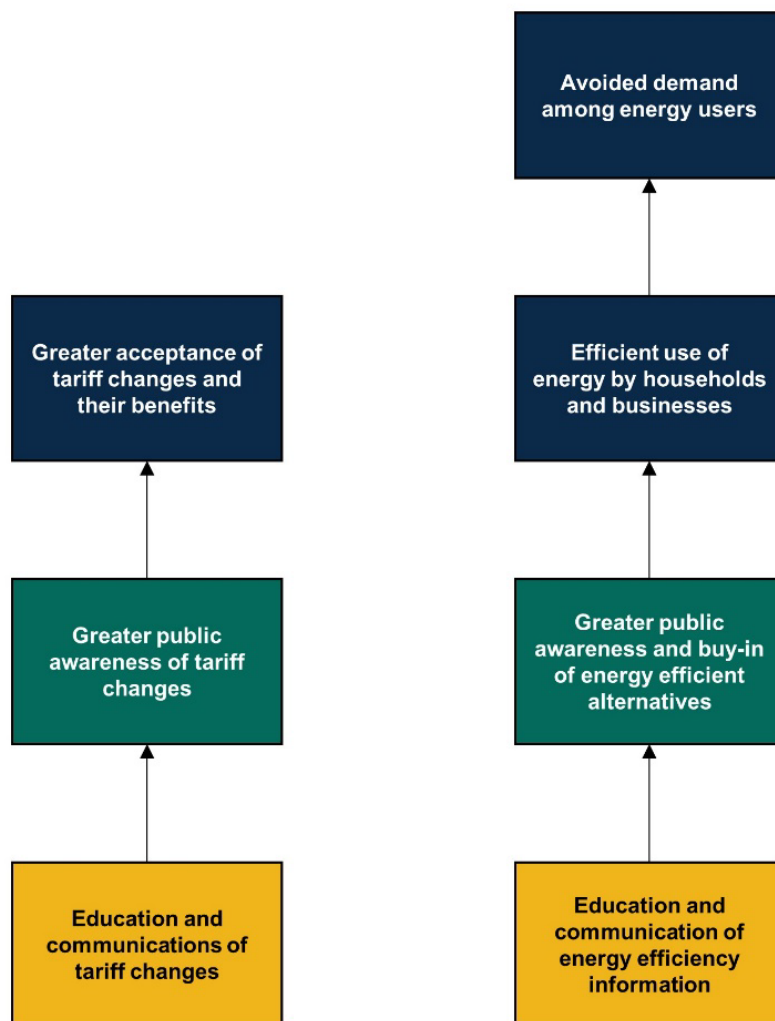 Avoided demand
among energy users
Greater acceptance of
tariff changes and
their benefits
Efficient use of
energy by households
and businesses
Greater public
awareness of tariff
changes
Greater public
awareness and buy-in
of energy efficient
alternatives
Education and
communications of
tariff changes
Education and
communication of
energy efficiency
information